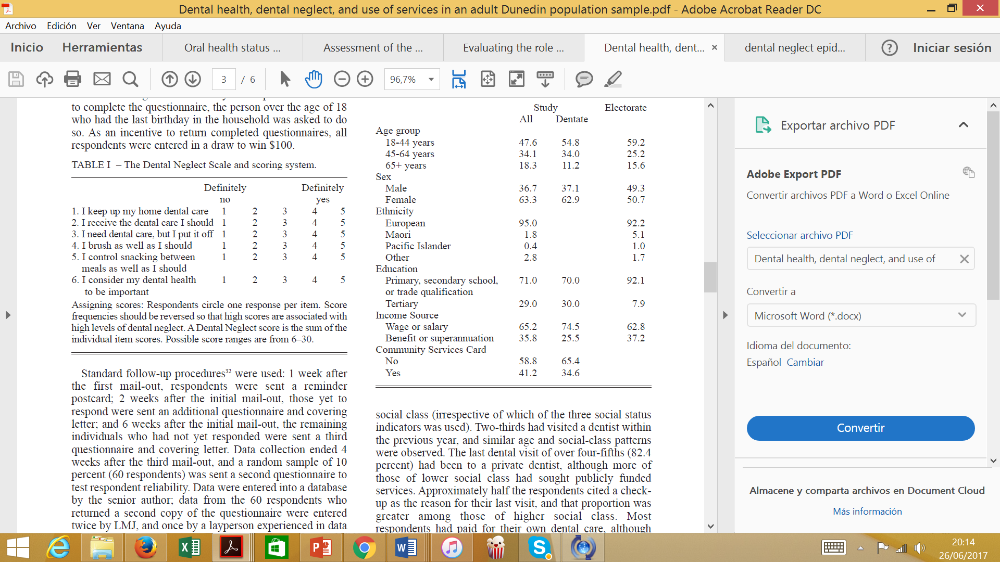 Dental health, dental neglect, and use of services in an adult Dunedin population sample.pdf - Adobe Acrobat Reader DC
Archivo Edición Ver Ventana Ayuda
Inicio Herramientas Oral health status ... Assessment of the ... Evaluating the role ... Dental health, dent... × dental neglect epid... ? Iniciar sesión
3 / 6 96,7%
to complete the questionnaire, the person over the age of 18
who had the last birthday in the household was asked to do
so. As an incentive to return completed questionnaires, all
respondents were entered in a draw to win $100.
TABLE I – The Dental Neglect Scale and scoring system.
Definitely Definitely
no yes
1. I keep up my home dental care 1 2 3 4 5
2. I receive the dental care I should 1 2 3 4 5
3. I need dental care, but I put it off 1 2 3 4 5
4. I brush as well as I should 1 2 3 4 5
5. I control snacking between 1 2 3 4 5
meals as well as I should
6. I consider my dental health 1 2 3 4 5
to be important
Assigning scores: Respondents circle one response per item. Score
frequencies should be reversed so that high scores are associated with
high levels of dental neglect. A Dental Neglect score is the sum of the
individual item scores. Possible score ranges are from 6–30.
Standard follow-up procedures32 were used: 1 week after
the first mail-out, respondents were sent a reminder
postcard; 2 weeks after the initial mail-out, those yet to
respond were sent an additional questionnaire and covering
letter; and 6 weeks after the initial mail-out, the remaining
individuals who had not yet responded were sent a third
questionnaire and covering letter. Data collection ended 4
weeks after the third mail-out, and a random sample of 10
percent (60 respondents) was sent a second questionnaire to
test respondent reliability. Data were entered into a database
by the senior author; data from the 60 respondents who
returned a second copy of the questionnaire were entered
twice by LMJ, and once by a layperson experienced in data
Study Electorate
All Dentate
Age group
18-44 years 47.6 54.8 59.2
45-64 years 34.1 34.0 25.2
65+ years 18.3 11.2 15.6
Sex
Male 36.7 37.1 49.3
Female 63.3 62.9 50.7
Ethnicity
European 95.0 92.2
Maori 1.8 5.1
Pacific Islander 0.4 1.0
Other 2.8 1.7
Education
Primary, secondary school, 71.0 70.0 92.1
or trade qualification
Tertiary 29.0 30.0 7.9
Income Source
Wage or salary 65.2 74.5 62.8
Benefit or superannuation 35.8 25.5 37.2
Community Services Card
No 58.8 65.4
Yes 41.2 34.6
social class (irrespective of which of the three social status
indicators was used). Two-thirds had visited a dentist within
the previous year, and similar age and social-class patterns
were observed. The last dental visit of over four-fifths (82.4
percent) had been to a private dentist, although more of
those of lower social class had sought publicly funded
services. Approximately half the respondents cited a check-
up as the reason for their last visit, and that proportion was
greater among those of higher social class. Most
respondents had paid for their own dental care, although
Exportar archivo PDF
Adobe Export PDF
Convertir archivos PDF a Word o Excel Online
Seleccionar archivo PDF
Dental health, dental neglect, and use of
Convertir a
Microsoft Word (*.docx)
Idioma del documento:
Español Cambiar
Convertir
Almacene y comparta archivos en Document Cloud
Más información
20:14
26/06/2017